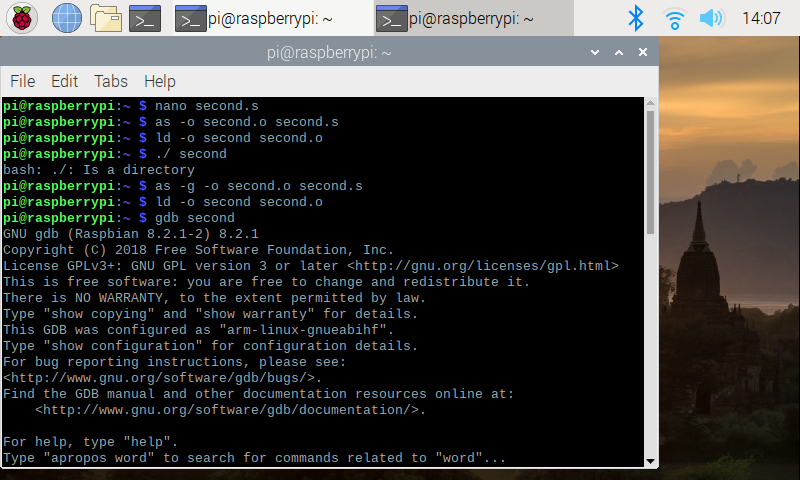 pi@raspberrypi: ~
pi@raspberrypi: ~
14:07
pi@raspberrypi: ~
File Edit Tabs Help
pi@raspberrypi:~ $ nano second.s
pi@raspberrypi:~ $ as -o second.o second.s
pi@raspberrypi:~ $ ld -o second second.o
pi@raspberrypi:~ $ ./ second
bash: ./: Is a directory
pi@raspberrypi:~ $ as -g -o second.o second.s
pi@raspberrypi:~ $ ld -o second second.o
pi@raspberrypi:~ $ gdb second
GNU gdb (Raspbian 8.2.1-2) 8.2.1
Copyright (C) 2018 Free Software Foundation, Inc.
License GPLv3+: GNU GPL version 3 or later <http://gnu.org/licenses/gpl.html>
This is free software: you are free to change and redistribute it.
There is NO WARRANTY, to the extent permitted by law.
Type "show copying" and "show warranty" for details.
This GDB was configured as "arm-linux-gnueabihf".
Type "show configuration" for configuration details.
For bug reporting instructions, please see:
<http://www.gnu.org/software/gdb/bugs/>.
Find the GDB manual and other documentation resources online at:
    <http://www.gnu.org/software/gdb/documentation/>.

For help, type "help".
Type "apropos word" to search for commands related to "word"...